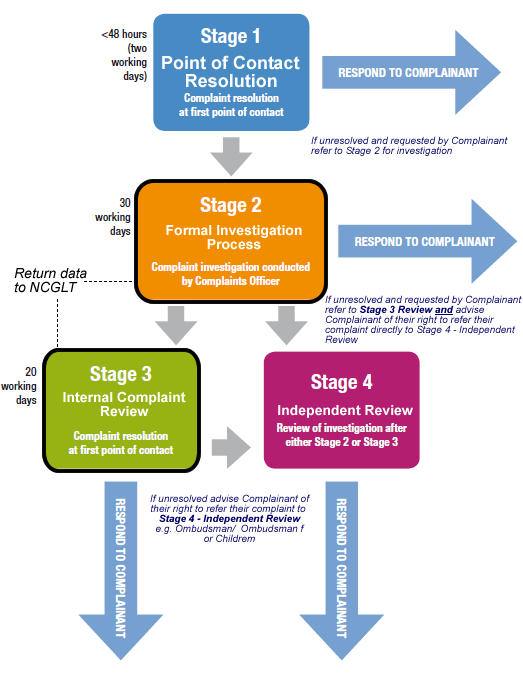 <48 hours
(two
working
days)
Stage 1
Point of Contact
Resolution
Complaint resolution
at first point of contact
RESPOND TO COMPLAINANT
If unresolved and requested by Complainant
refer to Stage 2 for investigation
30
working
days
Stage 2
Formal Investigation
Process
Complaint investigation conducted
by Complaints Officer
RESPOND TO COMPLAINANT
Return data
to NCGLT
If unresolved and requested by Complainant
refer to Stage 3 Review and advise
Complainant of their right to refer their
complaint directly to Stage 4 - Independent
Review
20
working
days
Stage 3
Internal Complaint
Review
Complaint resolution
at first point of contact
Stage 4
Independent Review
Review of investigation after
either Stage 2 or Stage 3
If unresolved advise Complainant of
their right to refer their complaint to
Stage 4 - Independent Review
e.g. Ombudsman/ Ombudsman f
or Childrem
RESPOND TO COMPLAINANT
RESPOND TO COMPLAINANT